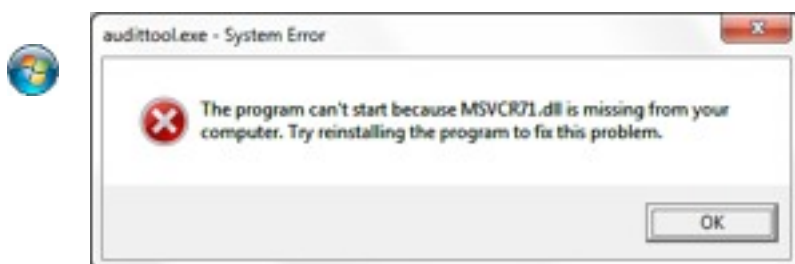 audittool.exe - System Error
The program can't start because MSVCR71.dll is missing from your
computer. Try reinstalling the program to fix this problem.
OK